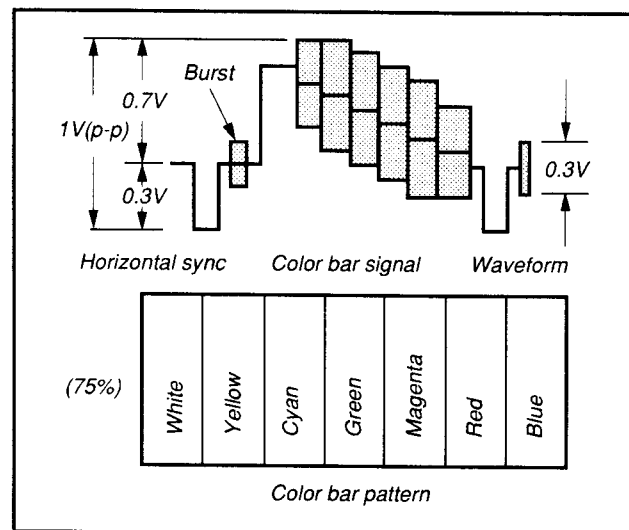 Burst
0.7V
1V(p-p)
0.3V
0.3V
Horizontal sync
Color bar signal
Waveform
(75%)
White
Yellow
Cyan
Green
Magenta
Red
Blue
Color bar pattern